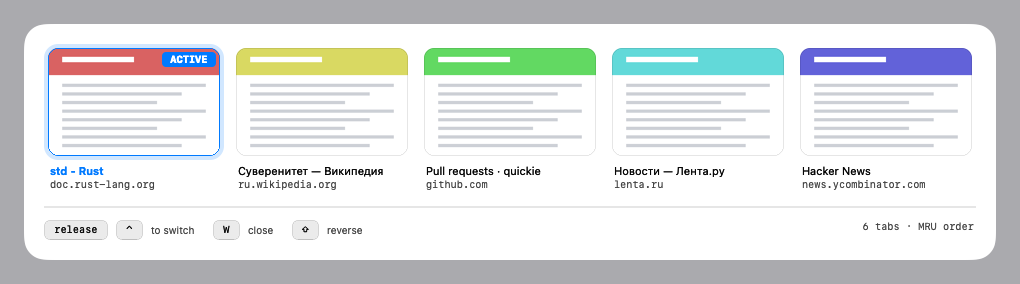 ACTIVE
std - Rust
doc.rust-lang.org
Суверенитет — Википедия
ru.wikipedia.org
Pull requests · quickie
github.com
Новости — Лента.ру
lenta.ru
Hacker News
news.ycombinator.com
release ^ to switch W close ⇧ reverse
6 tabs · MRU order